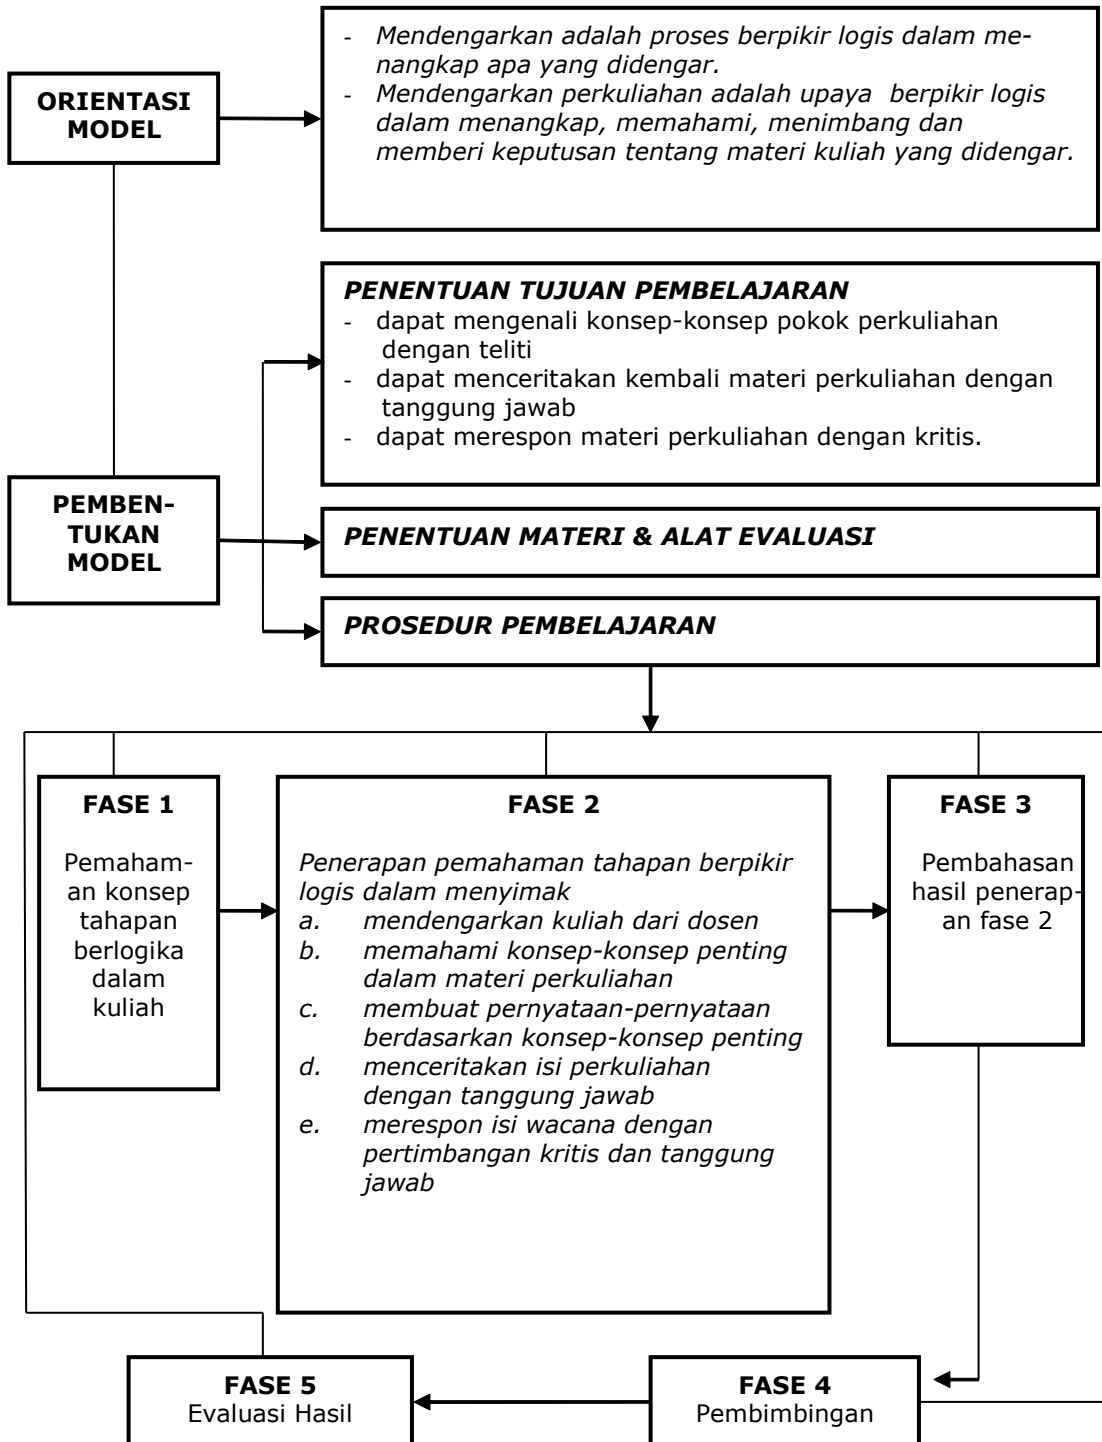 ORIENTASI
MODEL
- Mendengarkan adalah proses berpikir logis dalam me-
nangkap apa yang didengar.
- Mendengarkan perkuliahan adalah upaya berpikir logis
dalam menangkap, memahami, menimbang dan
memberi keputusan tentang materi kuliah yang didengar.
PENENTUAN TUJUAN PEMBELAJARAN
- dapat mengenali konsep-konsep pokok perkuliahan
dengan teliti
- dapat menceritakan kembali materi perkuliahan dengan
tanggung jawab
- dapat merespon materi perkuliahan dengan kritis.
PEMBEN-
TUKAN
MODEL
PENENTUAN MATERI & ALAT EVALUASI
PROSEDUR PEMBELAJARAN
FASE 1
Pemaham-
an konsep
tahapan
berlogika
dalam
kuliah
FASE 2
Penerapan pemahaman tahapan berpikir
logis dalam menyimak
a. mendengarkan kuliah dari dosen
b. memahami konsep-konsep penting
dalam materi perkuliahan
c. membuat pernyataan-pernyataan
berdasarkan konsep-konsep penting
d. menceritakan isi perkuliahan
dengan tanggung jawab
e. merespon isi wacana dengan
pertimbangan kritis dan tanggung
jawab
FASE 3
Pembahasan
hasil penerap-
an fase 2
FASE 5
Evaluasi Hasil
FASE 4
Pembimbingan